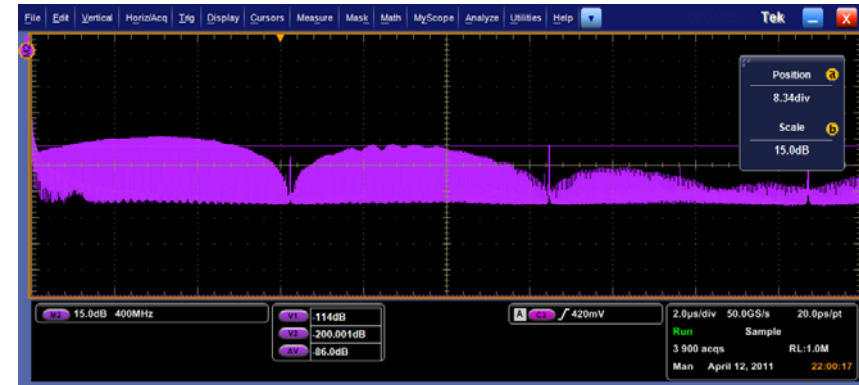 File Edit Vertical Horiz/Acq Trig Display Cursors Measure Mask Math MyScope Analyze Utilities Help Tek X
Position a
8.34div
Scale b
15.0dB
M3 15.0dB 400MHz
V1 -114dB
V2 -200.001dB
ΔV -86.0dB
A C3 420mV
2.0µs/div 50.0GS/s 20.0ps/pt
Run Sample
3 900 acqs RL:1.0M
Man April 12, 2011 22:00:17